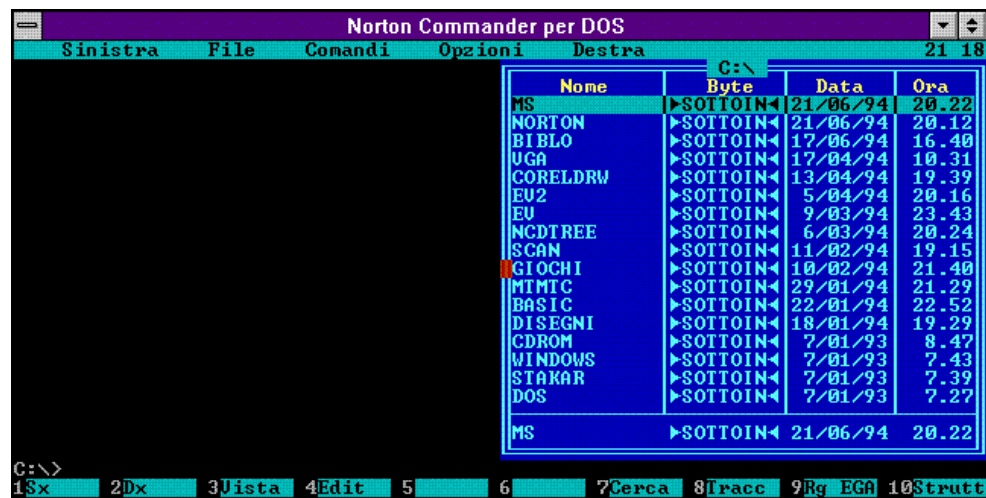 Norton Commander per DOS
Sinistra File Comandi Opzioni Destra 21 18
C:\
Nome Byte Data Ora
MS ►SOTTOIN◄ 21/06/94 20.22
NORTON ►SOTTOIN◄ 21/06/94 20.12
BIBLO ►SOTTOIN◄ 17/06/94 16.40
VGA ►SOTTOIN◄ 17/04/94 10.31
CORELDRW ►SOTTOIN◄ 13/04/94 19.39
EV2 ►SOTTOIN◄ 5/04/94 20.16
EV ►SOTTOIN◄ 9/03/94 23.43
NCDTREE ►SOTTOIN◄ 6/03/94 20.24
SCAN ►SOTTOIN◄ 11/02/94 19.15
GIOCHI ►SOTTOIN◄ 10/02/94 21.40
MTMTC ►SOTTOIN◄ 29/01/94 21.29
BASIC ►SOTTOIN◄ 22/01/94 22.52
DISEGNI ►SOTTOIN◄ 18/01/94 19.29
CDROM ►SOTTOIN◄ 7/01/93 8.47
WINDOWS ►SOTTOIN◄ 7/01/93 7.43
STAKAR ►SOTTOIN◄ 7/01/93 7.39
DOS ►SOTTOIN◄ 7/01/93 7.27
MS ►SOTTOIN◄ 21/06/94 20.22
C:\>
1Sx 2Dx 3Vista 4Edit 5 6 7Cerca 8Tracc 9Rg EGA 10Strutt